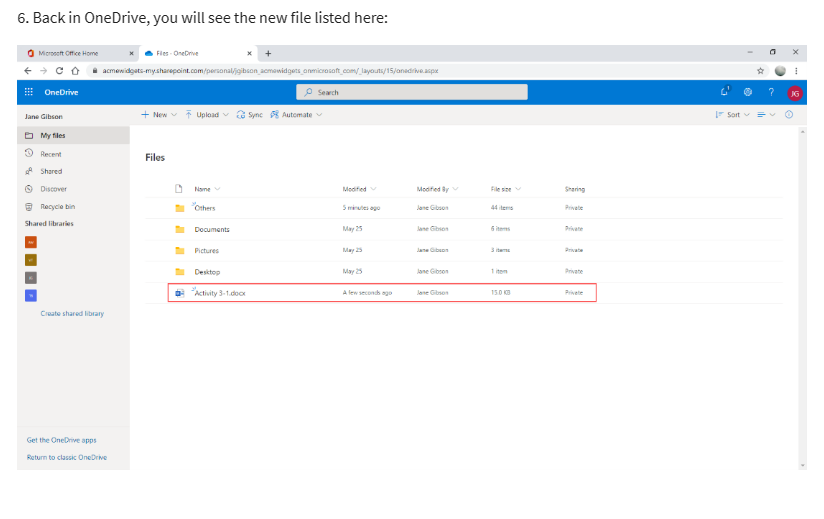 6. Back in OneDrive, you will see the new file listed here:
Microsoft Office Home × Files - OneDrive × +
acmewidgets-my.sharepoint.com/personal/jgibson_acmewidgets_onmicrosoft_com/_layouts/15/onedrive.aspx
OneDrive Search ? JG
Jane Gibson + New Upload Sync Automate Sort
My files
Recent
Shared
Discover
Recycle bin
Shared libraries
Create shared library
Get the OneDrive apps
Return to classic OneDrive
Files
Name Modified Modified By File size Sharing
Others 5 minutes ago Jane Gibson 44 items Private
Documents May 25 Jane Gibson 6 items Private
Pictures May 25 Jane Gibson 3 items Private
Desktop May 25 Jane Gibson 1 item Private
Activity 3-1.docx A few seconds ago Jane Gibson 15.0 KB Private